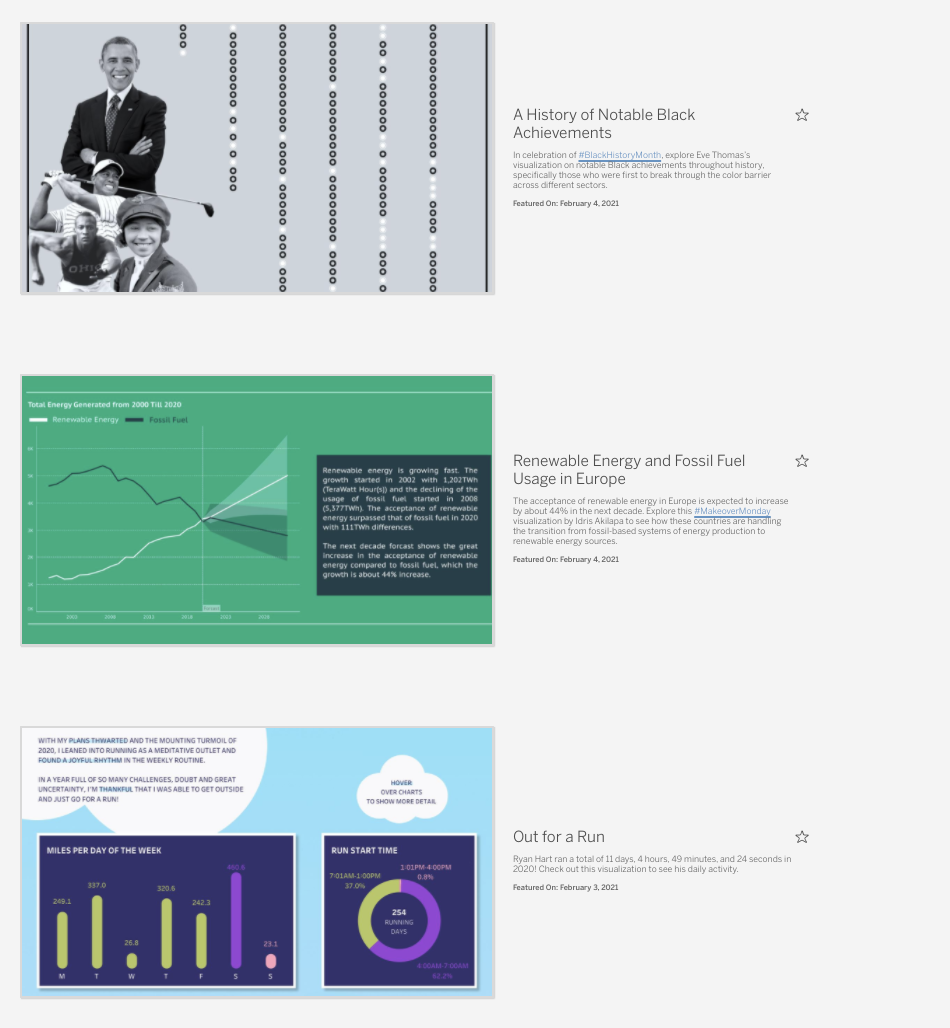 OHIO
A History of Notable Black
Achievements
In celebration of #BlackHistoryMonth, explore Eve Thomas's
visualization on notable Black achievements throughout history,
specifically those who were first to break through the color barrier
across different sectors.
Featured On: February 4, 2021
Total Energy Generated from 2000 Till 2020
Renewable Energy Fossil Fuel
Renewable energy is growing fast. The
growth started in 2002 with 1,202TWh
(TeraWatt Hour[s]) and the declining of the
usage of fossil fuel started in 2008
(5,377TWh). The acceptance of renewable
energy surpassed that of fossil fuel in 2020
with 111TWh differences.
The next decade forcast shows the great
increase in the acceptance of renewable
energy compared to fossil fuel, which the
growth is about 44% increase.
Renewable Energy and Fossil Fuel
Usage in Europe
The acceptance of renewable energy in Europe is expected to increase
by about 44% in the next decade. Explore this #MakeoverMonday
visualization by Idris Akilapa to see how these countries are handling
the transition from fossil-based systems of energy production to
renewable energy sources.
Featured On: February 4, 2021
WITH MY PLANS THWARTED AND THE MOUNTING TURMOIL OF
2020, I LEANED INTO RUNNING AS A MEDITATIVE OUTLET AND
FOUND A JOYFUL RHYTHM IN THE WEEKLY ROUTINE.
IN A YEAR FULL OF SO MANY CHALLENGES, DOUBT AND GREAT
UNCERTAINTY, I'M THANKFUL THAT I WAS ABLE TO GET OUTSIDE
AND JUST GO FOR A RUN!
HOVER
OVER CHARTS
TO SHOW MORE DETAIL
MILES PER DAY OF THE WEEK
249.1 337.0 26.8 320.6 242.3 460.6 23.1
M T W T F S S
RUN START TIME
1:01PM-4:00PM
0.8%
7:01AM-1:00PM
37.0%
254
RUNNING
DAYS
4:00AM-7:00AM
62.2%
Out for a Run
Ryan Hart ran a total of 11 days, 4 hours, 49 minutes, and 24 seconds in
2020! Check out this visualization to see his daily activity.
Featured On: February 3, 2021